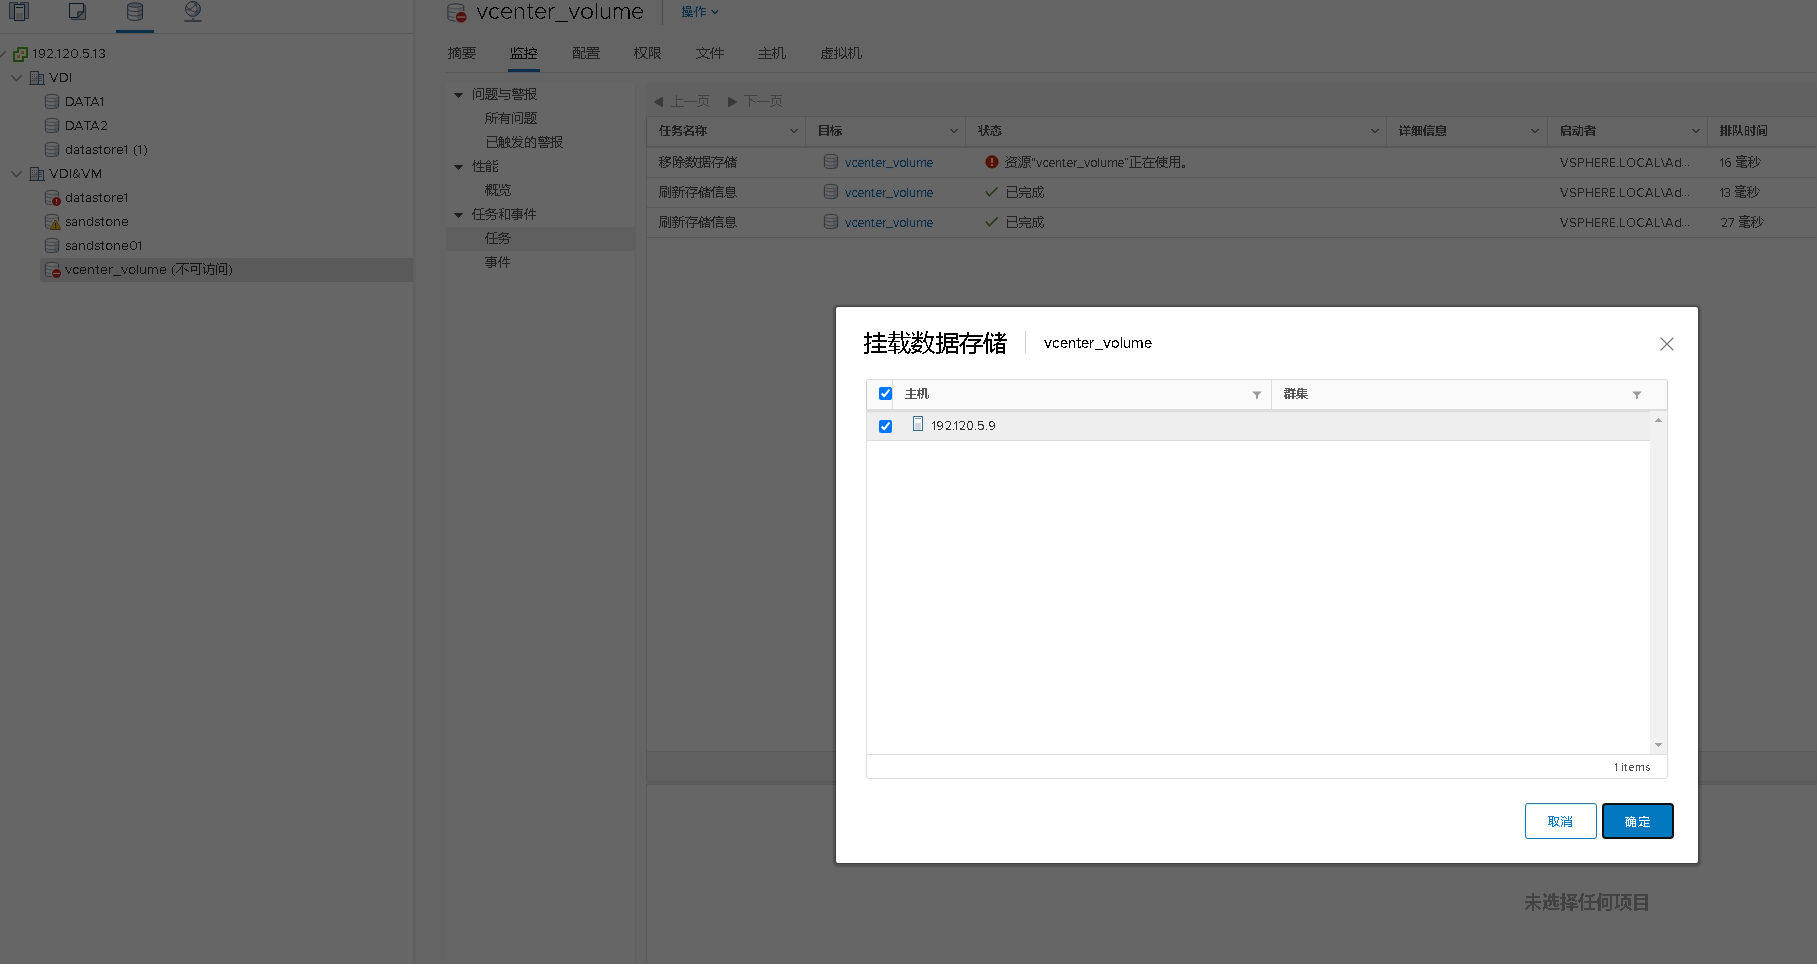 vcenter_volume
操作
192.120.5.13
VDI
DATA1
DATA2
datastore1 (1)
VDI&VM
datastore1
sandstone
sandstone01
vcenter_volume (不可访问)
摘要 监控 配置 权限 文件 主机 虚拟机
问题与警报
所有问题
已触发的警报
性能
概览
任务和事件
任务
事件
上一页 下一页
任务名称 目标 状态 详细信息 启动者 排队时间
移除数据存储 vcenter_volume 资源"vcenter_volume"正在使用。 VSPHERE.LOCAL\Ad... 16 毫秒
刷新存储信息 vcenter_volume 已完成 VSPHERE.LOCAL\Ad... 13 毫秒
刷新存储信息 vcenter_volume 已完成 VSPHERE.LOCAL\Ad... 27 毫秒
挂载数据存储 vcenter_volume
主机 群集
192.120.5.9
1 items
取消 确定
未选择任何项目